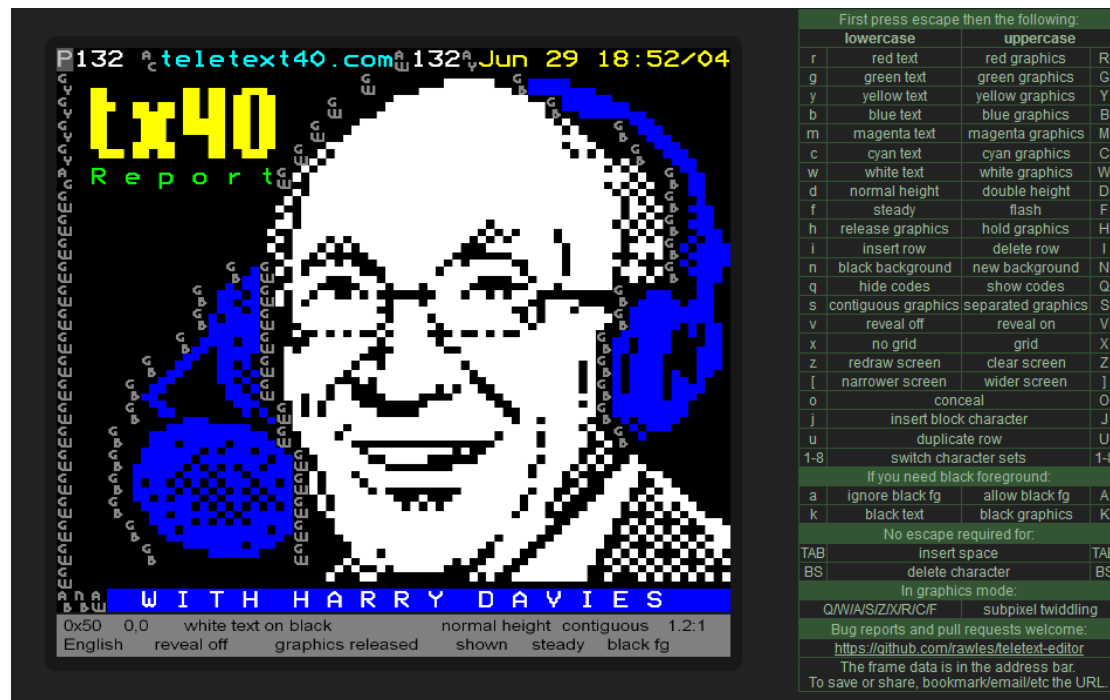 P132 teletext40.com 132 Jun 29 18:52/04
tx40
Report
WITH HARRY DAVIES
0x50 0,0 white text on black normal height contiguous 1.2:1
English reveal off graphics released shown steady black fg
First press escape then the following:
lowercase uppercase
r red text red graphics R
g green text green graphics G
y yellow text yellow graphics Y
b blue text blue graphics B
m magenta text magenta graphics M
c cyan text cyan graphics C
w white text white graphics W
d normal height double height D
f steady flash F
h release graphics hold graphics H
i insert row delete row I
n black background new background N
q hide codes show codes Q
s contiguous graphics separated graphics S
v reveal off reveal on V
x no grid grid X
z redraw screen clear screen Z
[ narrower screen wider screen ]
o conceal O
j insert block character J
u duplicate row U
1-8 switch character sets 1-8
If you need black foreground:
a ignore black fg allow black fg A
k black text black graphics K
No escape required for:
TAB insert space TAB
BS delete character BS
In graphics mode:
Q/W/A/S/Z/X/R/C/F subpixel twiddling
Bug reports and pull requests welcome:
https://github.com/rawles/teletext-editor
The frame data is in the address bar.
To save or share, bookmark/email/etc the URL.